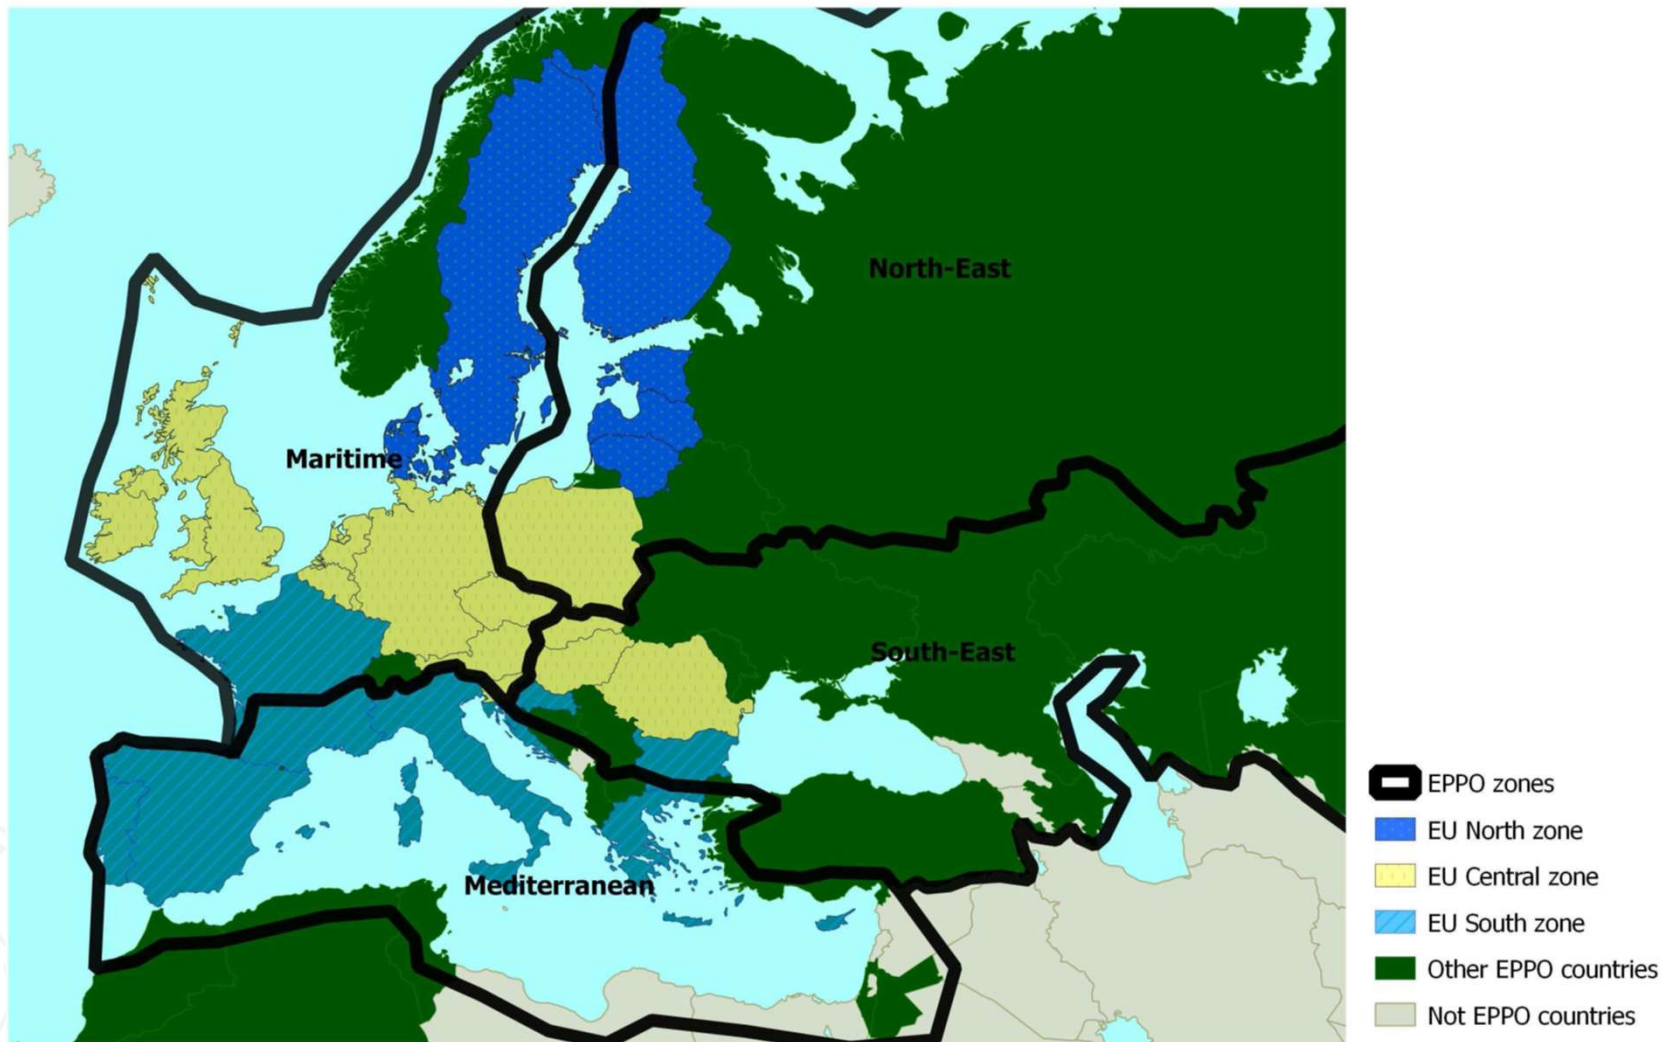 North-East
Maritime
South-East
Mediterranean
EPPO zones
EU North zone
EU Central zone
EU South zone
Other EPPO countries
Not EPPO countries